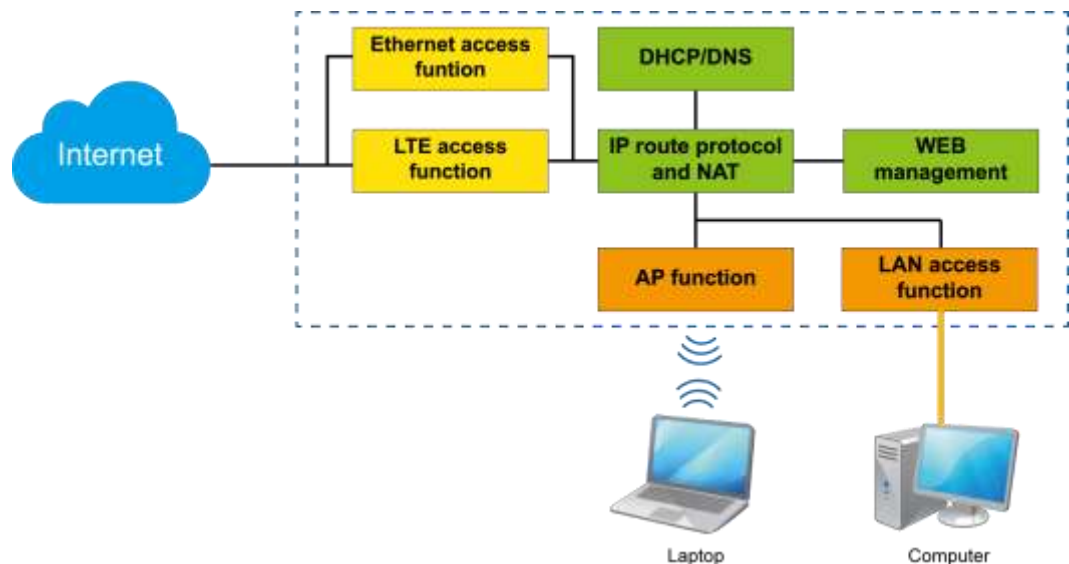 Internet
Ethernet access
funtion
LTE access
function
DHCP/DNS
IP route protocol
and NAT
WEB
management
AP function
LAN access
function
Laptop
Computer